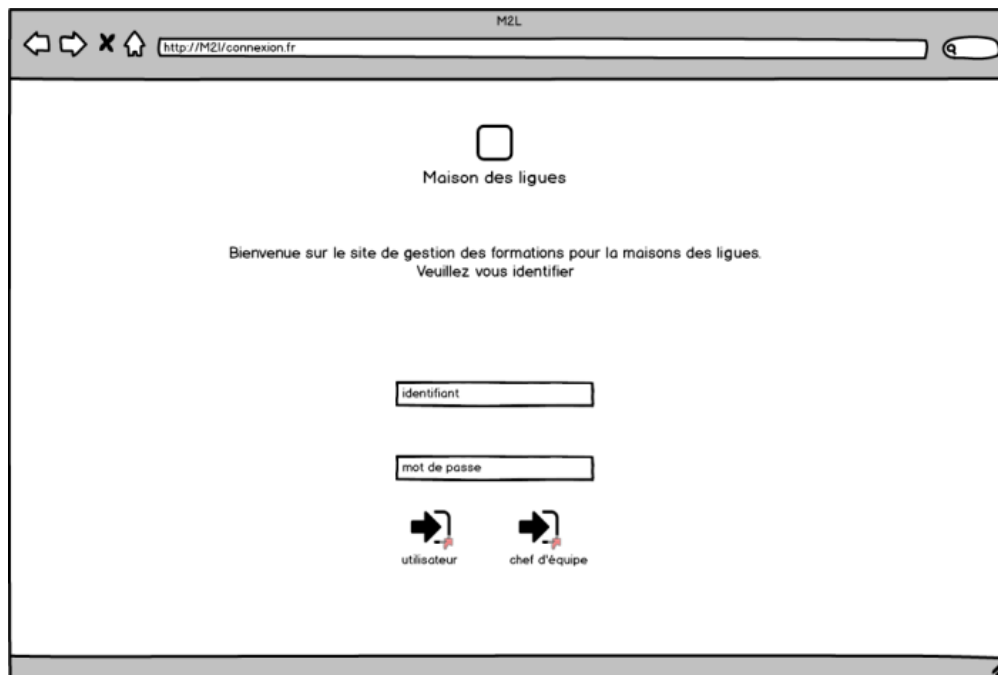 M2L
http://M2l/connexion.fr
Maison des ligues
Bienvenue sur le site de gestion des formations pour la maisons des ligues.
Veuillez vous identifier
identifiant
mot de passe
utilisateur chef d'équipe